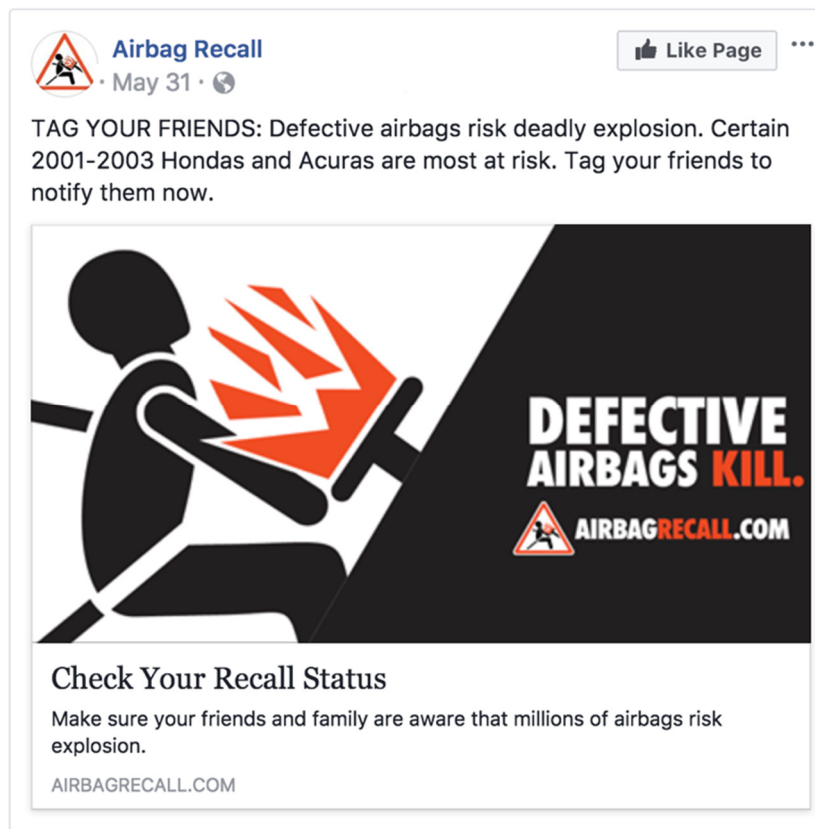 Airbag Recall
· May 31 ·
Like Page
TAG YOUR FRIENDS: Defective airbags risk deadly explosion. Certain
2001-2003 Hondas and Acuras are most at risk. Tag your friends to
notify them now.
DEFECTIVE
AIRBAGS KILL.
AIRBAGRECALL.COM
Check Your Recall Status
Make sure your friends and family are aware that millions of airbags risk
explosion.
AIRBAGRECALL.COM